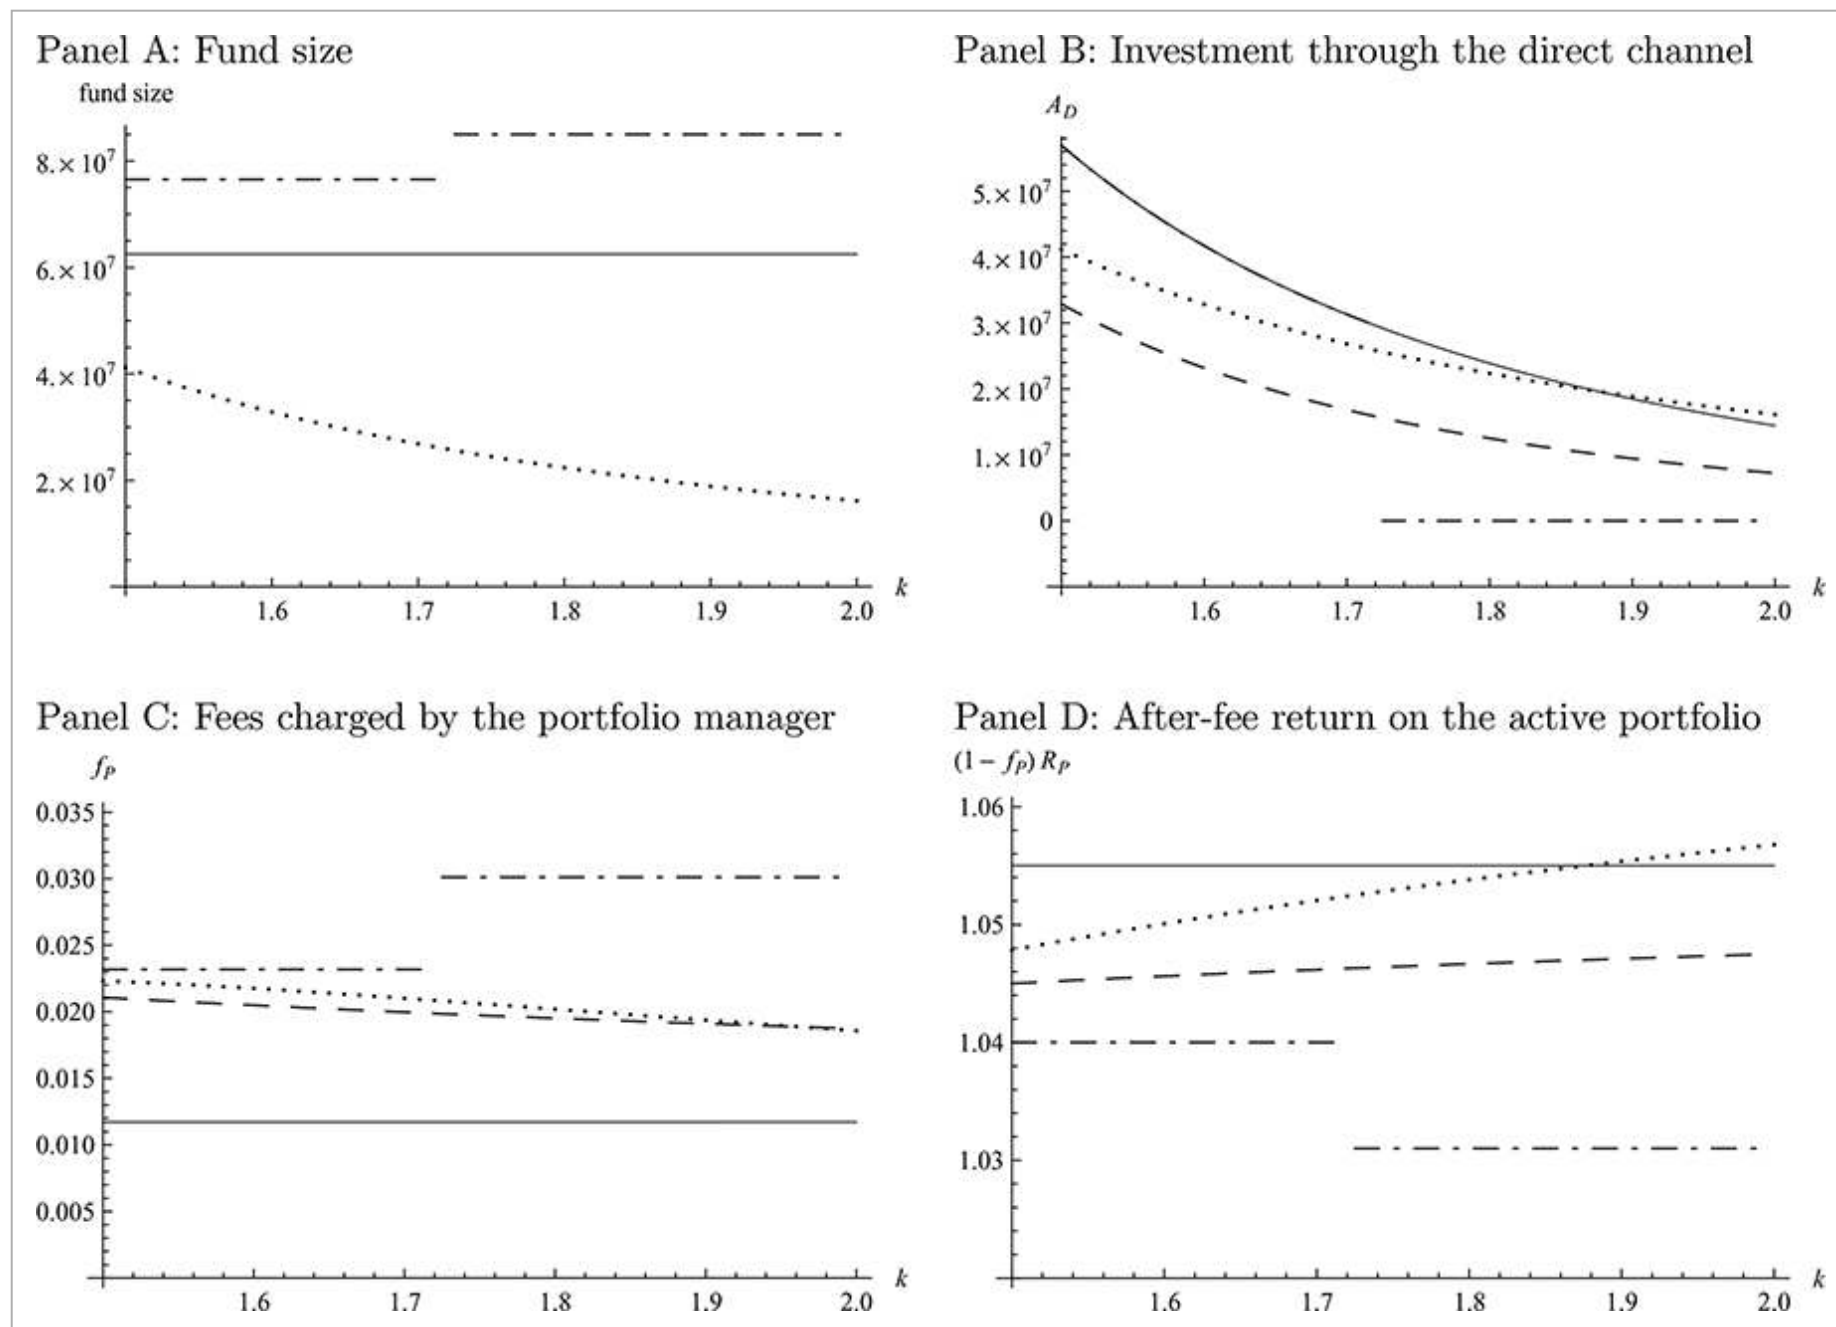 Panel A: Fund size
fund size
8.× 10⁷
6.× 10⁷
4.× 10⁷
2.× 10⁷
1.6 1.7 1.8 1.9 2.0 k
Panel B: Investment through the direct channel
A_D
5.× 10⁷
4.× 10⁷
3.× 10⁷
2.× 10⁷
1.× 10⁷
0
1.6 1.7 1.8 1.9 2.0 k
Panel C: Fees charged by the portfolio manager
f_P
0.035
0.030
0.025
0.020
0.015
0.010
0.005
1.6 1.7 1.8 1.9 2.0 k
Panel D: After-fee return on the active portfolio
(1 − f_P) R_P
1.06
1.05
1.04
1.03
1.6 1.7 1.8 1.9 2.0 k